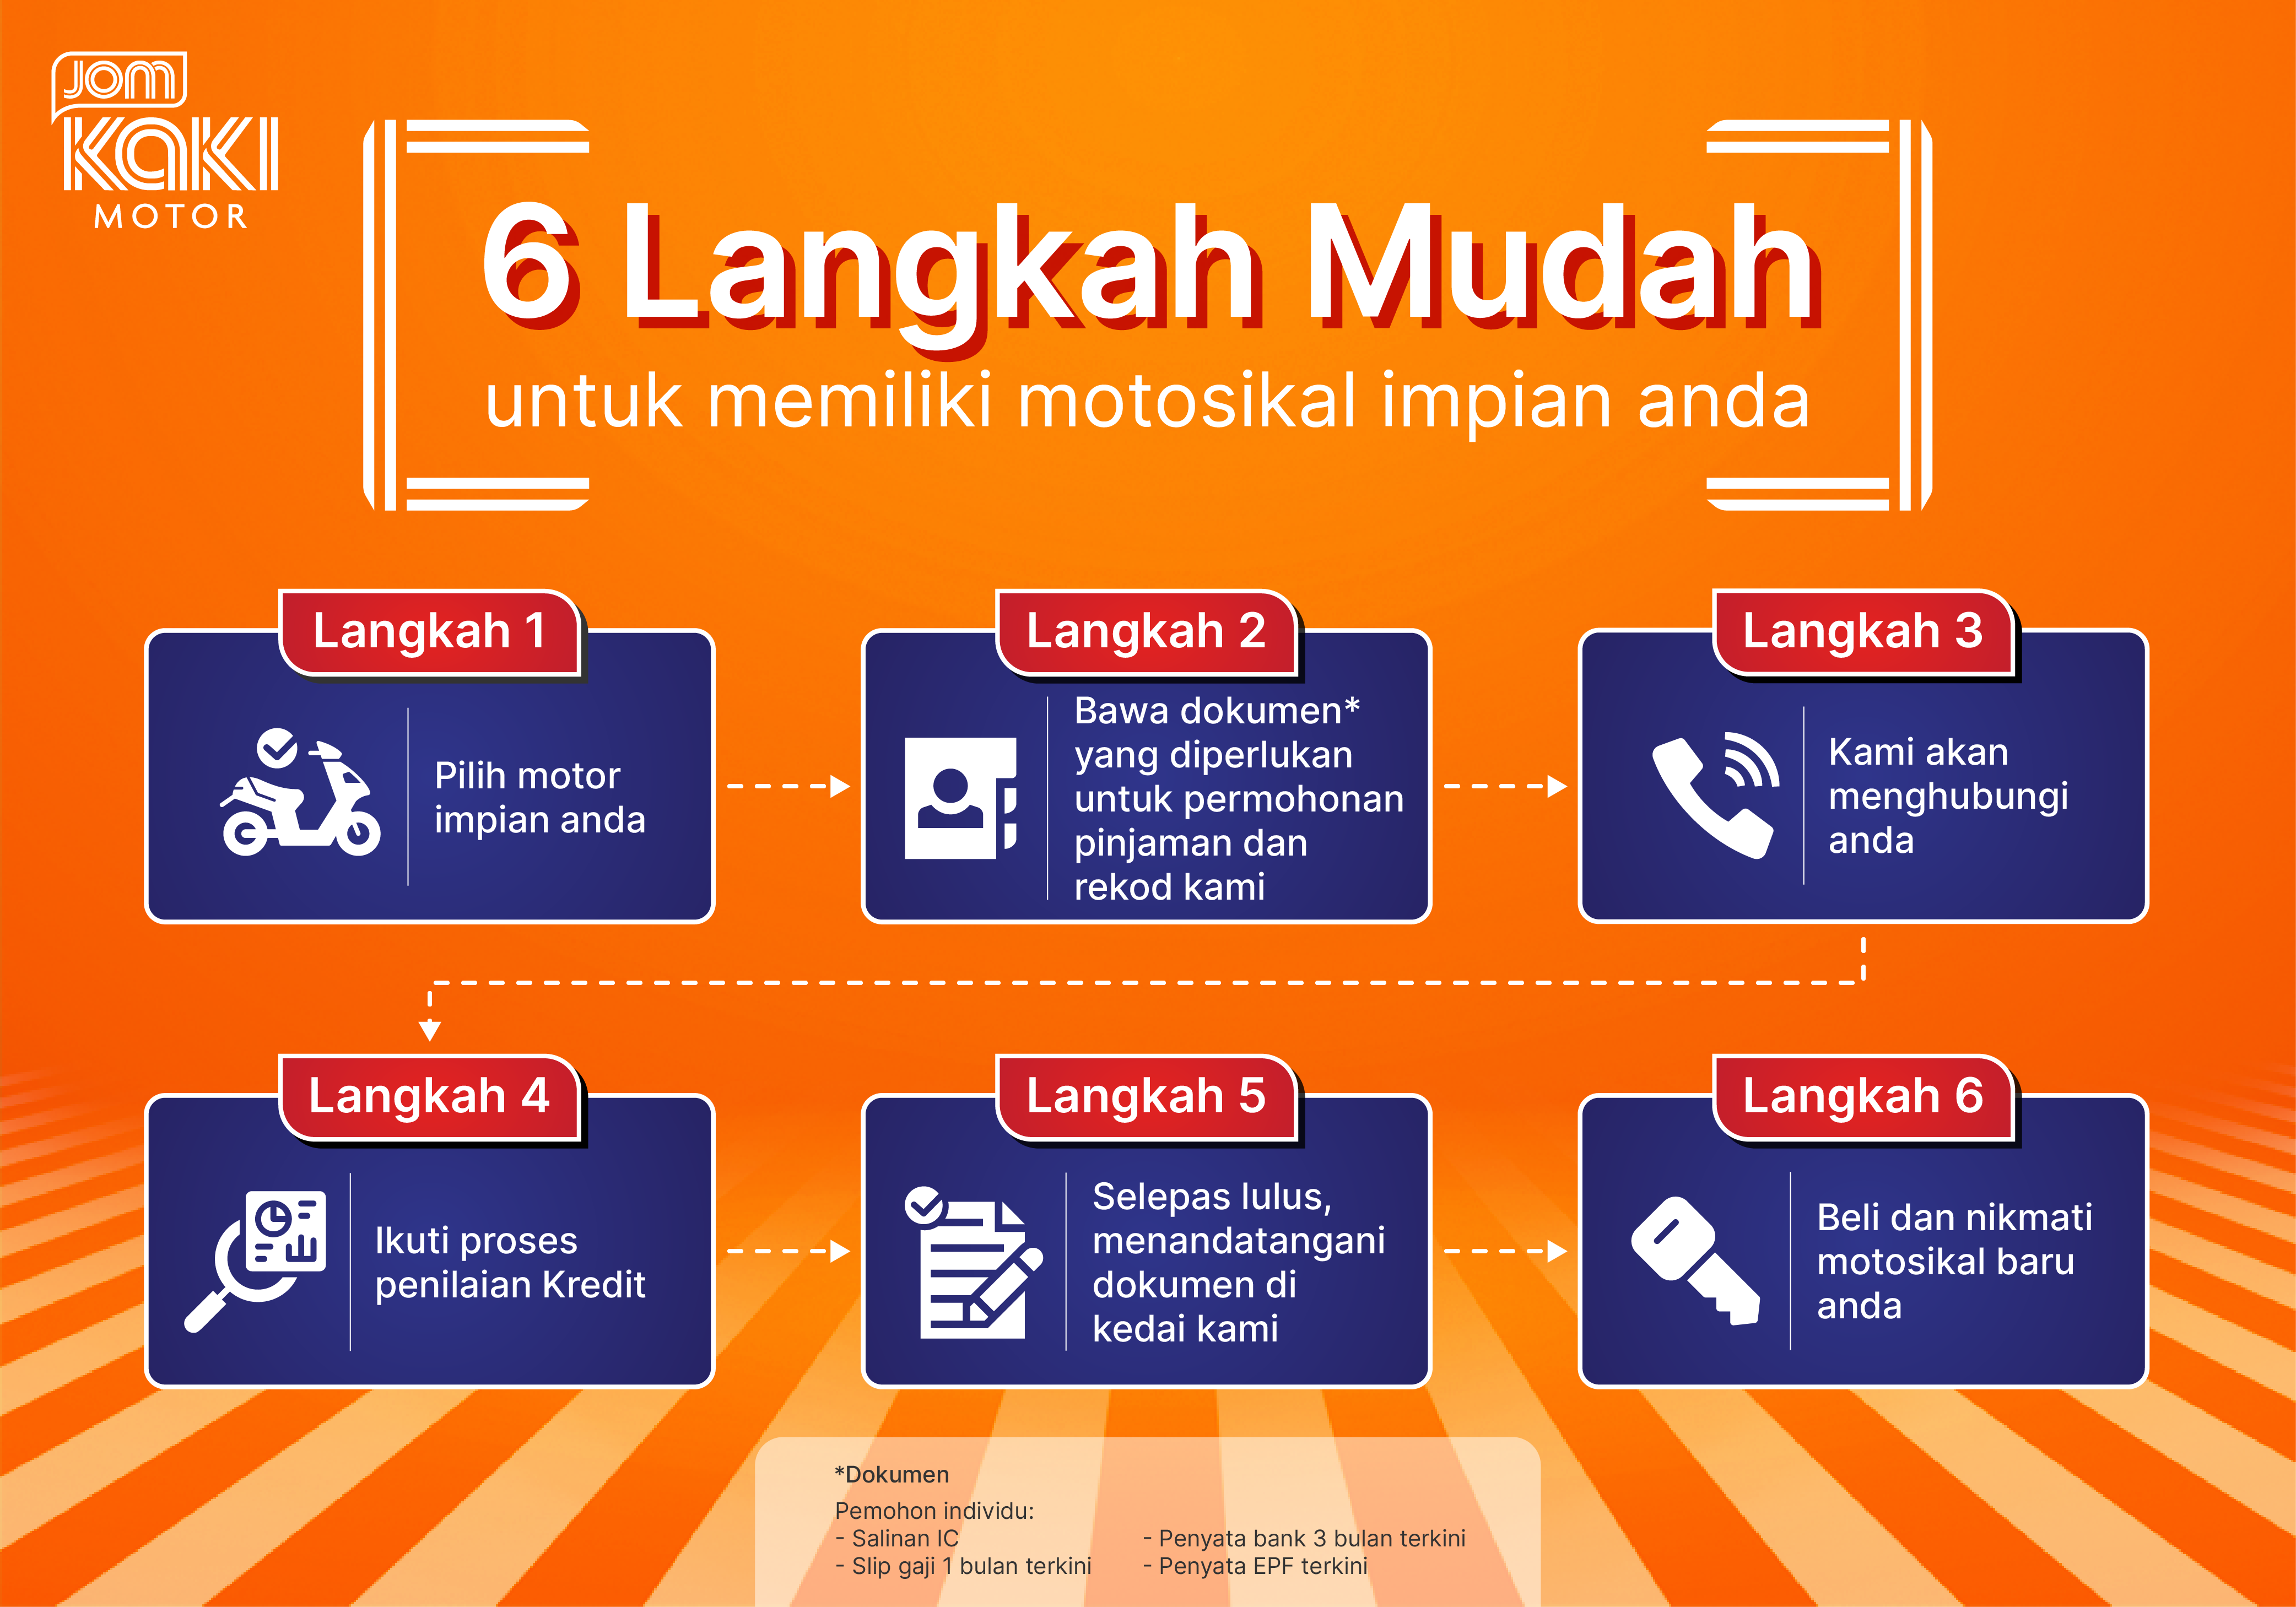 Jom
KaKI
MOTOR
6 Langkah Mudah
untuk memiliki motosikal impian anda
Langkah 1
Pilih motor
impian anda
Langkah 2
Bawa dokumen*
yang diperlukan
untuk permohonan
pinjaman dan
rekod kami
Langkah 3
Kami akan
menghubungi
anda
Langkah 4
Ikuti proses
penilaian Kredit
Langkah 5
Selepas lulus,
menandatangani
dokumen di
kedai kami
Langkah 6
Beli dan nikmati
motosikal baru
anda
*Dokumen
Pemohon individu:
- Salinan IC
- Slip gaji 1 bulan terkini
- Penyata bank 3 bulan terkini
- Penyata EPF terkini